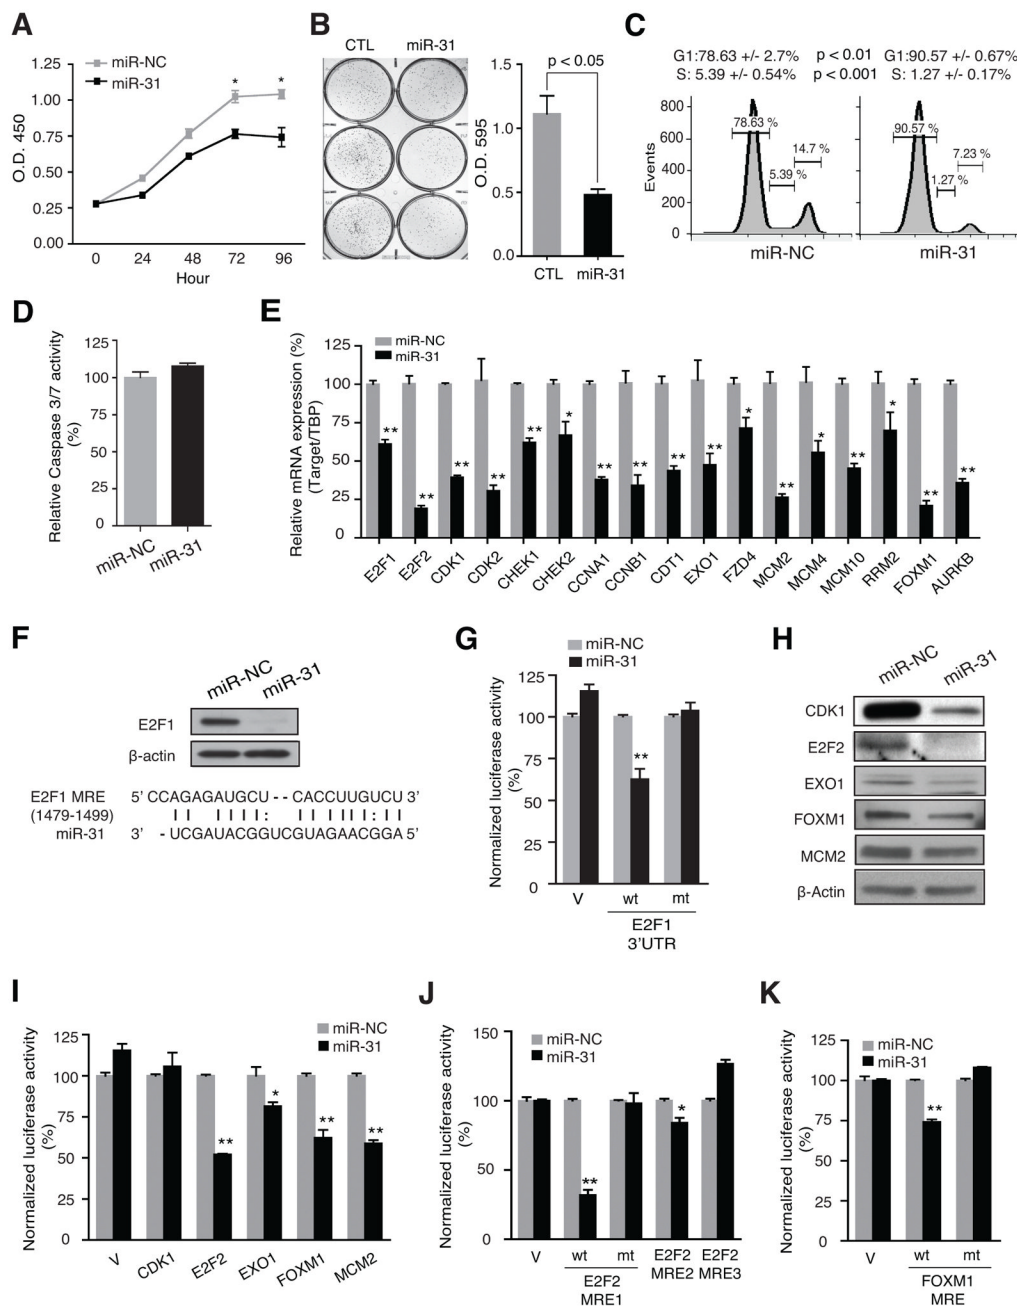 A
miR-NC
miR-31
1.25
1.00
0.75
0.50
0.25
0.00
O.D. 450
* *
0 24 48 72 96
Hour
B
CTL miR-31
p < 0.05
1.5
1.0
0.5
0.0
O.D. 595
CTL miR-31
C
G1:78.63 +/- 2.7% p < 0.01 G1:90.57 +/- 0.67%
S: 5.39 +/- 0.54% p < 0.001 S: 1.27 +/- 0.17%
800
600
400
200
0
Events
78.63 %
14.7 %
5.39 %
90.57 %
7.23 %
1.27 %
miR-NC miR-31
D
Relative Caspase 3/7 activity
(%)
125
100
75
50
25
0
miR-NC miR-31
E
miR-NC
miR-31
Relative mRNA expression (%)
(Target/TBP)
125
100
75
50
25
0
** ** ** ** ** * ** ** ** ** * ** * ** * ** **
E2F1 E2F2 CDK1 CDK2 CHEK1 CHEK2 CCNA1 CCNB1 CDT1 EXO1 FZD4 MCM2 MCM4 MCM10 RRM2 FOXM1 AURKB
F
miR-NC miR-31
E2F1
β-actin
E2F1 MRE 5' CCAGAGAUGCU - - CACCUUGUCU 3'
(1479-1499)
miR-31 3' - UCGAUACGGUCGUAGAACGGA 5'
G
miR-NC
miR-31
Normalized luciferase activity
(%)
125
100
75
50
25
0
**
V wt mt
E2F1
3'UTR
H
miR-NC miR-31
CDK1
E2F2
EXO1
FOXM1
MCM2
β-Actin
I
miR-NC
miR-31
Normalized luciferase activity
(%)
125
100
75
50
25
0
** * ** **
V CDK1 E2F2 EXO1 FOXM1 MCM2
J
miR-NC
miR-31
Normalized luciferase activity
(%)
150
100
50
0
** *
V wt mt E2F2 E2F2
MRE2 MRE3
E2F2
MRE1
K
miR-NC
miR-31
Normalized luciferase activity
(%)
125
100
75
50
25
0
**
V wt mt
FOXM1
MRE